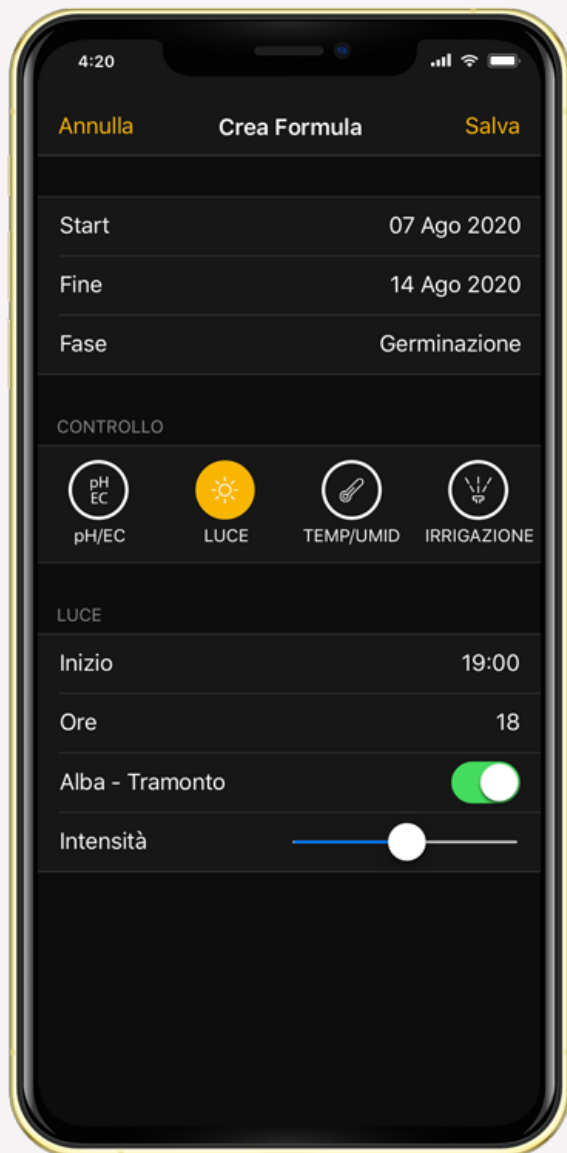 4:20
Annulla Crea Formula Salva
Start 07 Ago 2020
Fine 14 Ago 2020
Fase Germinazione
CONTROLLO
pH
EC
pH/EC LUCE TEMP/UMID IRRIGAZIONE
LUCE
Inizio 19:00
Ore 18
Alba - Tramonto
Intensità